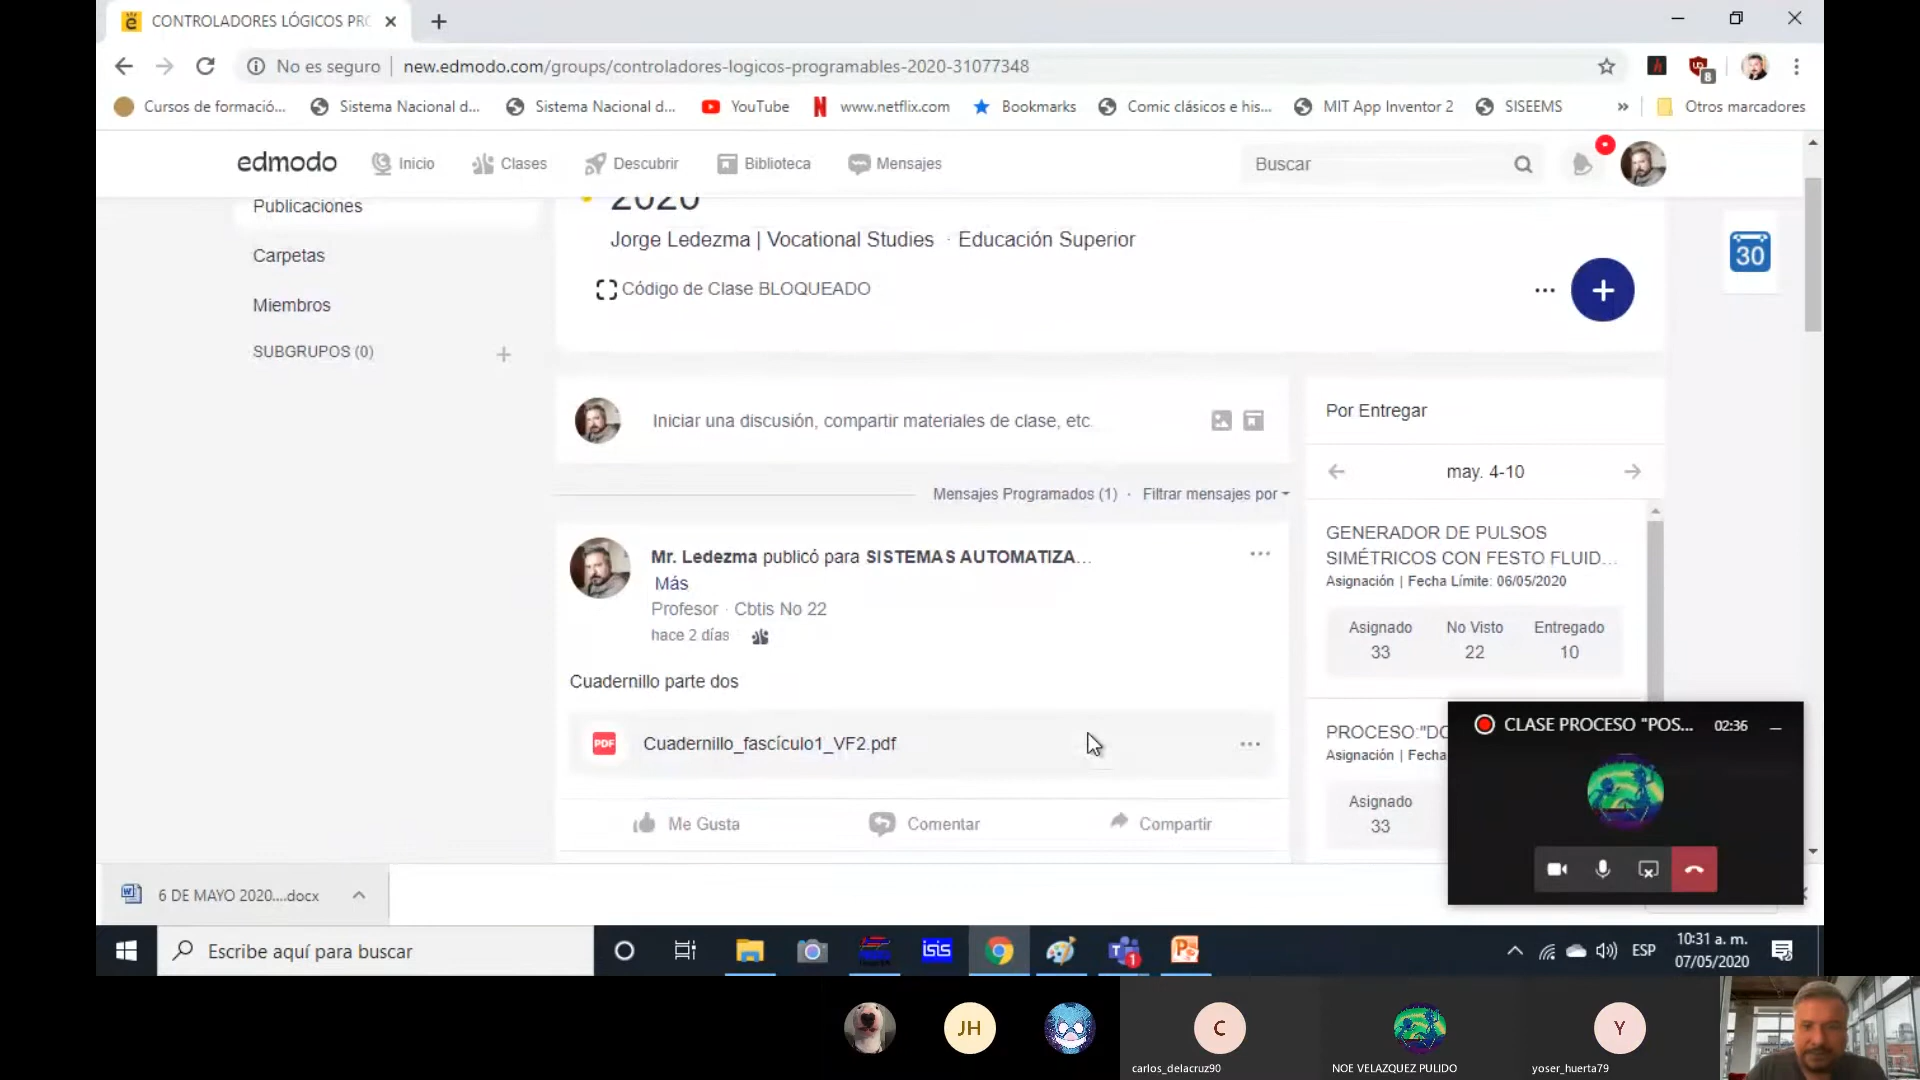 CONTROLADORES LÓGICOS PRO
No es seguro
new.edmodo.com/groups/controladores-logicos-programables-2020-31077348
8
Cursos de formació...
Sistema Nacional d...
Sistema Nacional d...
YouTube
www.netflix.com
Bookmarks
Comic clásicos e his...
MIT App Inventor 2
SISEEMS
»
Otros marcadores
edmodo
Inicio
Clases
Descubrir
Biblioteca
Mensajes
Buscar
Publicaciones
Carpetas
Miembros
SUBGRUPOS (0)
2020
Jorge Ledezma | Vocational Studies · Educación Superior
Código de Clase BLOQUEADO
30
Iniciar una discusión, compartir materiales de clase, etc.
Mensajes Programados (1) · Filtrar mensajes por
Mr. Ledezma publicó para SISTEMAS AUTOMATIZA...
Más
Profesor · Cbtis No 22
hace 2 días
Cuadernillo parte dos
PDF
Cuadernillo_fascículo1_VF2.pdf
Me Gusta
Comentar
Compartir
Por Entregar
may. 4-10
GENERADOR DE PULSOS
SIMÉTRICOS CON FESTO FLUID...
Asignación | Fecha Límite: 06/05/2020
Asignado
No Visto
Entregado
33
22
10
PROCESO:"DO
Asignación | Fecha
Asignado
33
CLASE PROCESO "POS...
02:36
6 DE MAYO 2020....docx
Escribe aquí para buscar
isis
1
ESP
10:31 a. m.
07/05/2020
JH
C
Y
carlos_delacruz90
NOE VELAZQUEZ PULIDO
yoser_huerta79